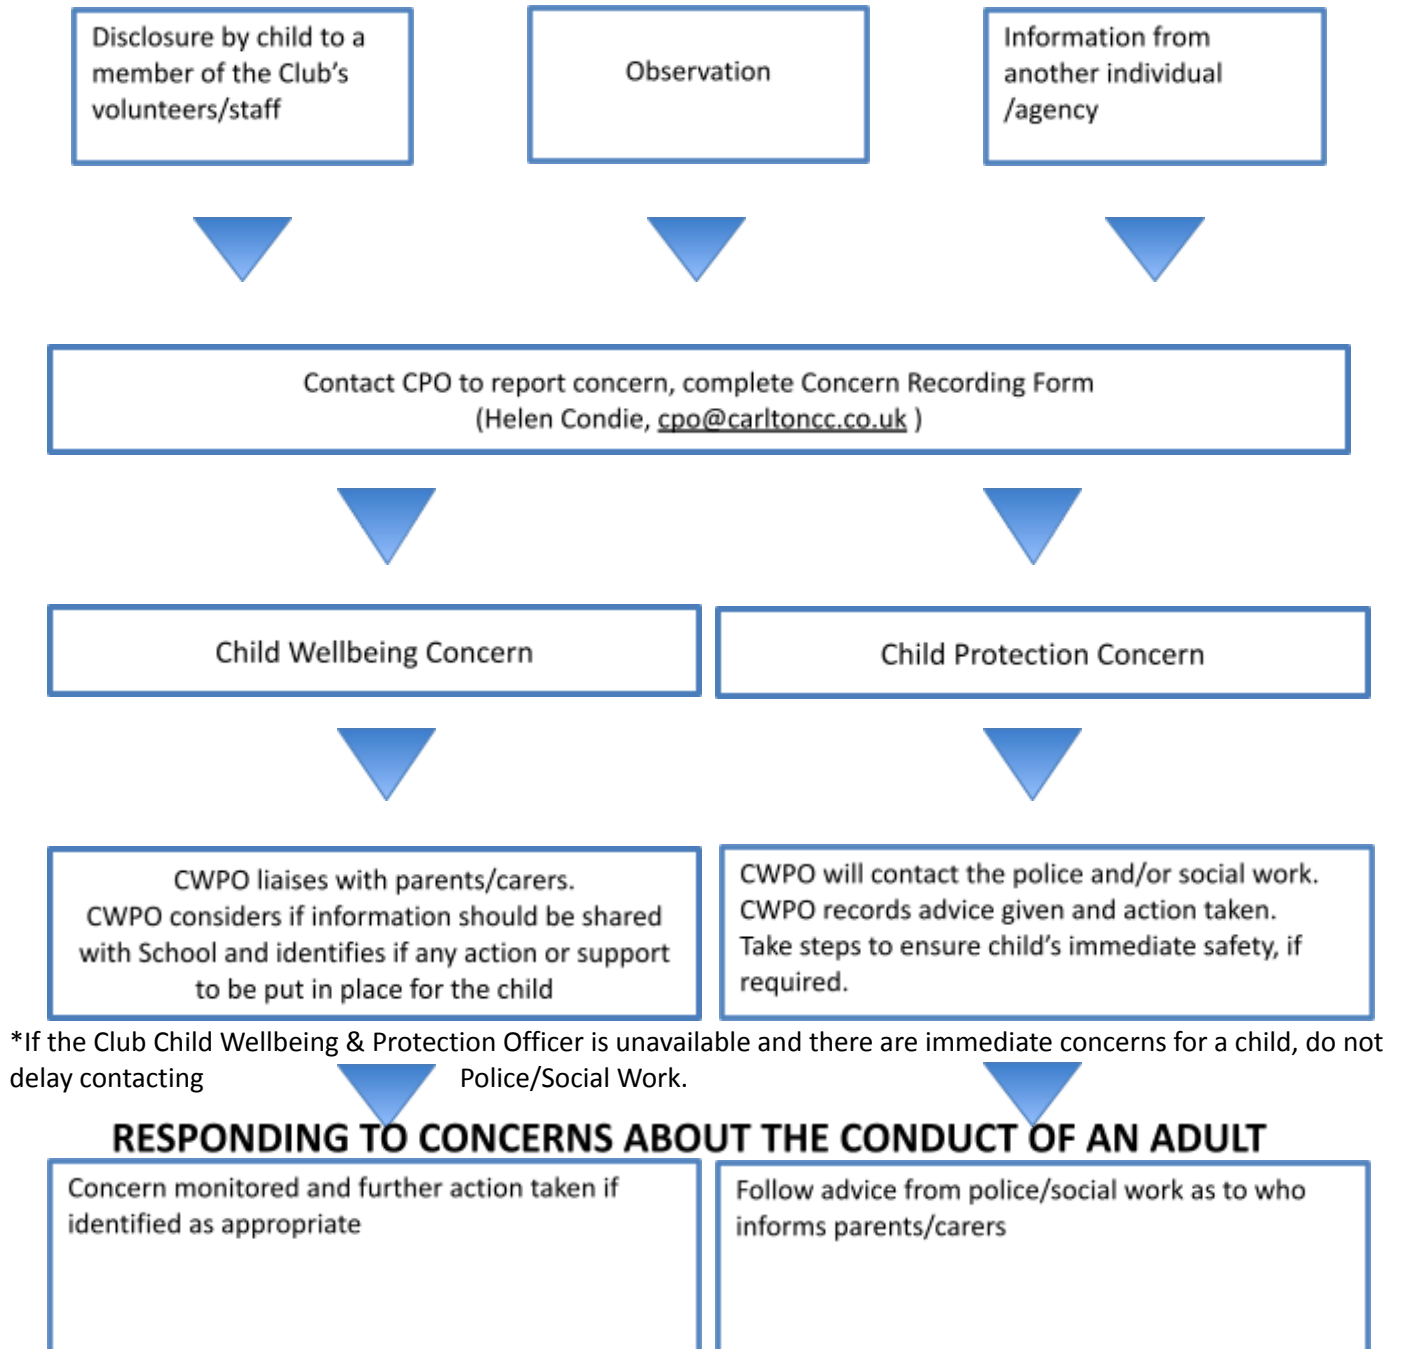 Disclosure by child to a
member of the Club's
volunteers/staff
Observation
Information from
another individual
/agency
Contact CPO to report concern, complete Concern Recording Form
(Helen Condie, cpo@carltoncc.co.uk )
Child Wellbeing Concern
Child Protection Concern
CWPO liaises with parents/carers.
CWPO considers if information should be shared
with School and identifies if any action or support
to be put in place for the child
CWPO will contact the police and/or social work.
CWPO records advice given and action taken.
Take steps to ensure child's immediate safety, if
required.
*If the Club Child Wellbeing & Protection Officer is unavailable and there are immediate concerns for a child, do not
delay contacting Police/Social Work.
RESPONDING TO CONCERNS ABOUT THE CONDUCT OF AN ADULT
Concern monitored and further action taken if
identified as appropriate
Follow advice from police/social work as to who
informs parents/carers